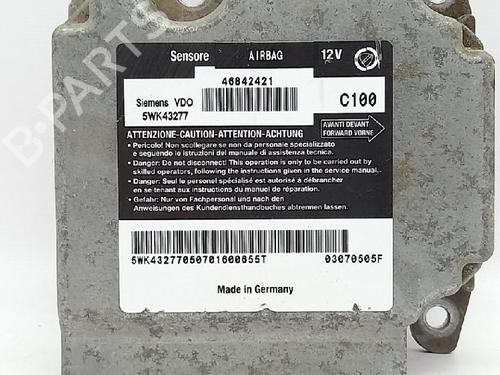 Sensore AIRBAG 12V
46842421
Siemens VDO
5WK43277
C100
AVANTI DEVANT
FORWARD VORNE
ATTENZIONE-CAUTION-ATTENTION-ACHTUNG
• Pericolo! Non scollegare se non da personale specializzato
e seguendo le istruzioni del manuale di assistenza tecnica.
• Danger: Do not disconnect! This operation is only to be carried out by
skilled operators, following the instructions given in the service manual.
• Danger: Seul le personel spécialisé est autorisé à débrancher
en se tenant aux instructions du manuel de réparation.
• Gefahr: Nur von Fachpersonal und nach den
Anweisungen des Kundendiensthandbuches abtrennen lassen.
5WK43277050701600655T 03070505F
Made in Germany
B-PARTS